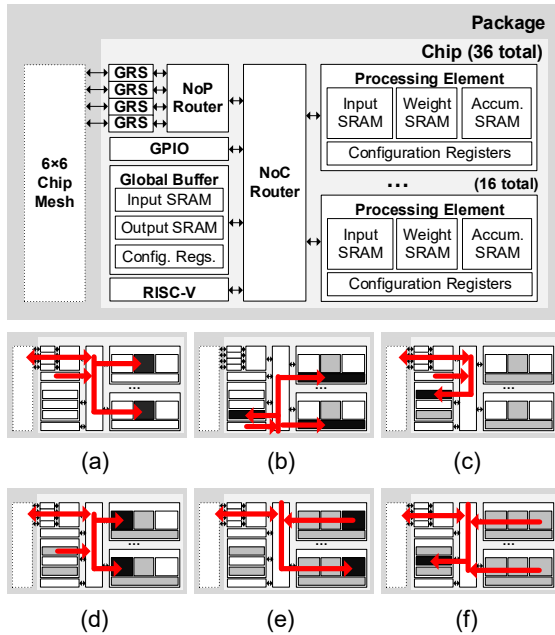 Package
Chip (36 total)
GRS
GRS
GRS
GRS
NoP
Router
GPIO
Global Buffer
Input SRAM
Output SRAM
Config. Regs.
RISC-V
6×6
Chip
Mesh
NoC
Router
Processing Element
Input
SRAM
Weight
SRAM
Accum.
SRAM
Configuration Registers
... (16 total)
Processing Element
Input
SRAM
Weight
SRAM
Accum.
SRAM
Configuration Registers
... ... ...
(a) (b) (c)
... ... ...
(d) (e) (f)